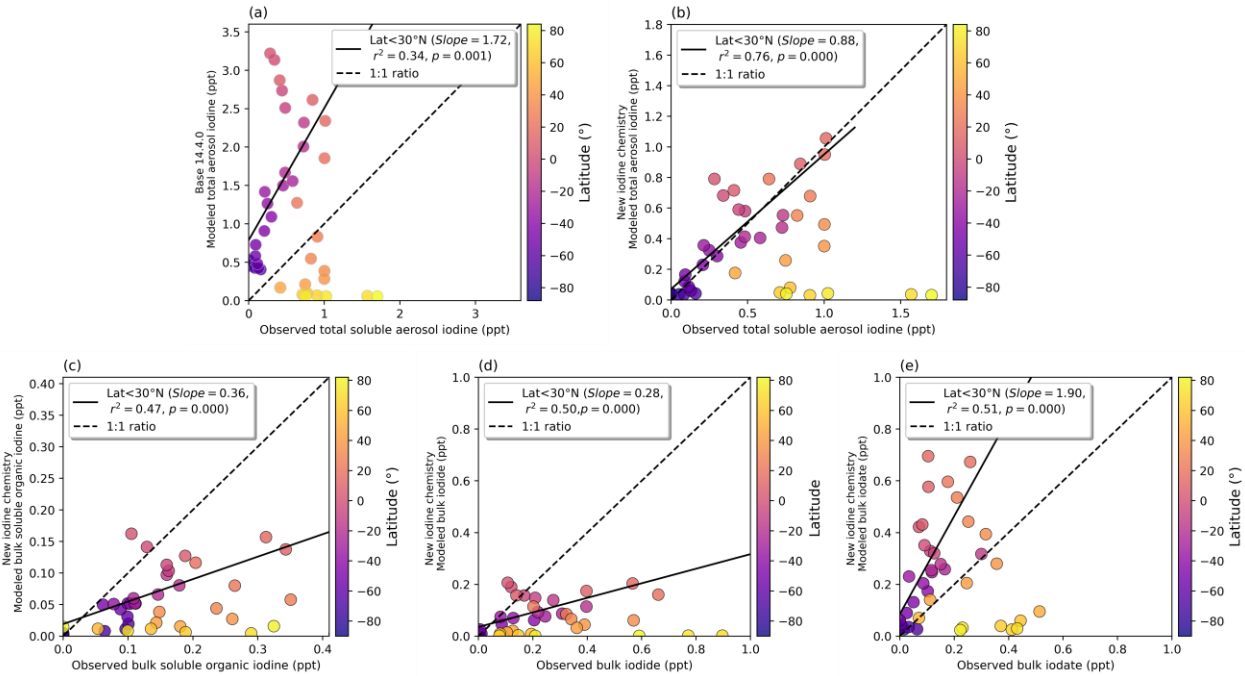 (a)
3.5
3.0
2.5
2.0
1.5
1.0
0.5
0.0
0
1
2
3
Base 14.4.0
Modeled total aerosol iodine (ppt)
Observed total soluble aerosol iodine (ppt)
Lat<30°N (Slope = 1.72,
r² = 0.34, p = 0.001)
1:1 ratio
80
60
40
20
0
−20
−40
−60
−80
Latitude (°)
(b)
1.8
1.6
1.4
1.2
1.0
0.8
0.6
0.4
0.2
0.0
0.0
0.5
1.0
1.5
New iodine chemistry
Modeled total aerosol iodine (ppt)
Observed total soluble aerosol iodine (ppt)
Lat<30°N (Slope = 0.88,
r² = 0.76, p = 0.000)
1:1 ratio
80
60
40
20
0
−20
−40
−60
−80
Latitude (°)
(c)
0.40
0.35
0.30
0.25
0.20
0.15
0.10
0.05
0.00
0.0
0.1
0.2
0.3
0.4
New iodine chemistry
Modeled bulk soluble organic iodine (ppt)
Observed bulk soluble organic iodine (ppt)
Lat<30°N (Slope = 0.36,
r² = 0.47, p = 0.000)
1:1 ratio
80
60
40
20
0
−20
−40
−60
−80
Latitude (°)
(d)
1.0
0.8
0.6
0.4
0.2
0.0
0.0
0.2
0.4
0.6
0.8
1.0
New iodine chemistry
Modeled bulk iodide (ppt)
Observed bulk iodide (ppt)
Lat<30°N (Slope = 0.28,
r² = 0.50,p = 0.000)
1:1 ratio
80
60
40
20
0
−20
−40
−60
−80
Latitude
(e)
1.0
0.8
0.6
0.4
0.2
0.0
0.0
0.2
0.4
0.6
0.8
1.0
New iodine chemistry
Modeled bulk iodate (ppt)
Observed bulk iodate (ppt)
Lat<30°N (Slope = 1.90,
r² = 0.51, p = 0.000)
1:1 ratio
80
60
40
20
0
−20
−40
−60
−80
Latitude (°)